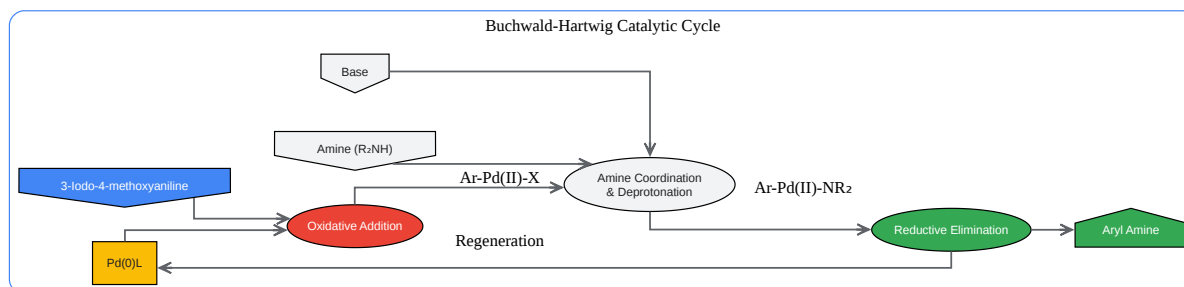 Buchwald-Hartwig Catalytic Cycle
Base
Amine (R₂NH)
3-Iodo-4-methoxyaniline
Ar-Pd(II)-X
Amine Coordination
& Deprotonation
Ar-Pd(II)-NR₂
Oxidative Addition
Reductive Elimination
Aryl Amine
Regeneration
Pd(0)L